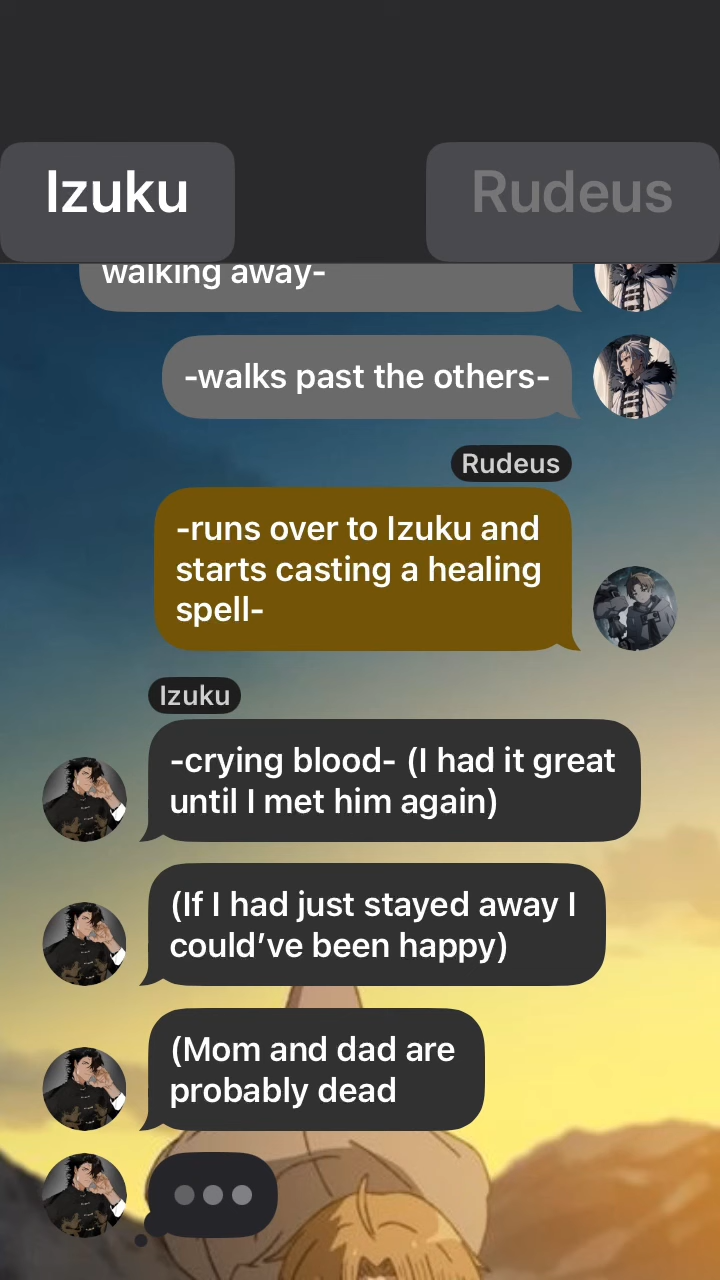 Izuku
Rudeus
walking away-
-walks past the others-
Rudeus
-runs over to Izuku and
starts casting a healing
spell-
Izuku
-crying blood- (I had it great
until I met him again)
(If I had just stayed away I
could’ve been happy)
(Mom and dad are
probably dead